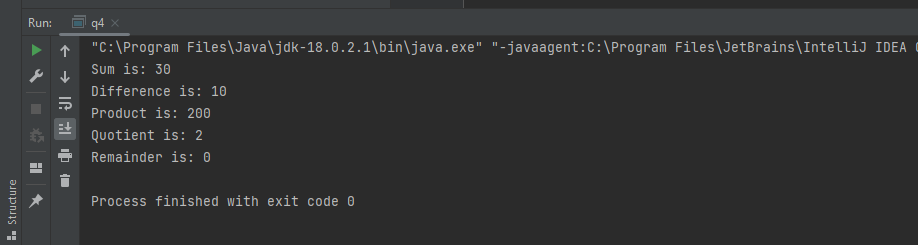 Run: q4
"C:\Program Files\Java\jdk-18.0.2.1\bin\java.exe" "-javaagent:C:\Program Files\JetBrains\IntelliJ IDEA
Sum is: 30
Difference is: 10
Product is: 200
Quotient is: 2
Remainder is: 0
Process finished with exit code 0
Structure